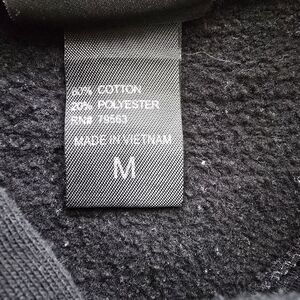 80% COTTON
20% POLYESTER
RN# 79563
MADE IN VIETNAM
M